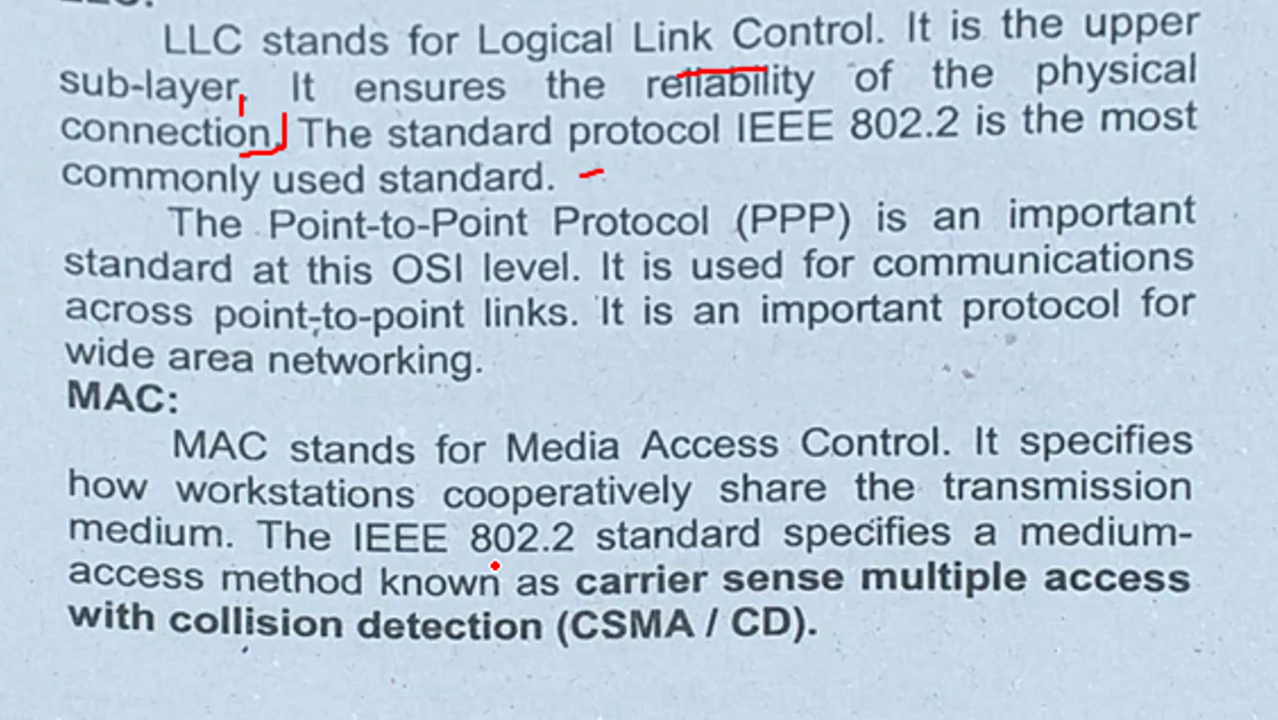 LLC stands for Logical Link Control. It is the upper
sub-layer. It ensures the reliability of the physical
connection. The standard protocol IEEE 802.2 is the most
commonly used standard.
The Point-to-Point Protocol (PPP) is an important
standard at this OSI level. It is used for communications
across point-to-point links. It is an important protocol for
wide area networking.
MAC:
MAC stands for Media Access Control. It specifies
how workstations cooperatively share the transmission
medium. The IEEE 802.2 standard specifies a medium-
access method known as carrier sense multiple access
with collision detection (CSMA / CD).